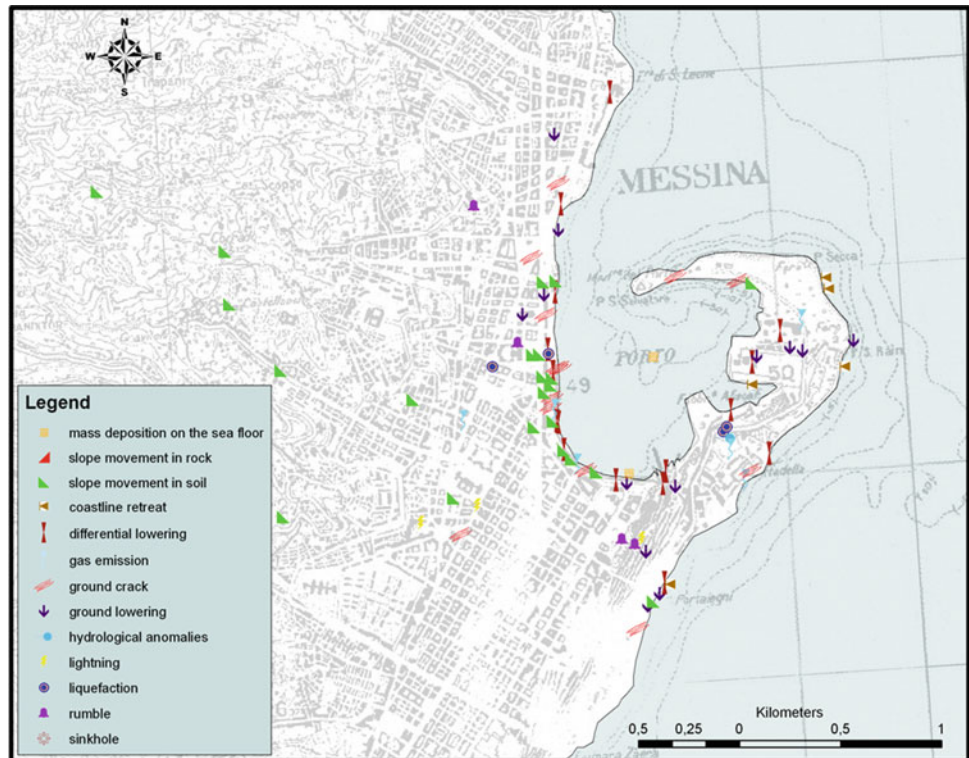 N
W E
S
MESSINA
P. Secca
PORTO
49
50
Legend
mass deposition on the sea floor
slope movement in rock
slope movement in soil
coastline retreat
differential lowering
gas emission
ground crack
ground lowering
hydrological anomalies
lightning
liquefaction
rumble
sinkhole
Kilometers
0,5 0,25 0 0,5 1